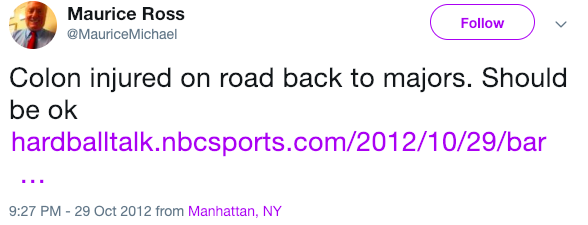 Maurice Ross
@MauriceMichael
Follow
Colon injured on road back to majors. Should
be ok
hardballtalk.nbcsports.com/2012/10/29/bar
…
9:27 PM - 29 Oct 2012 from Manhattan, NY